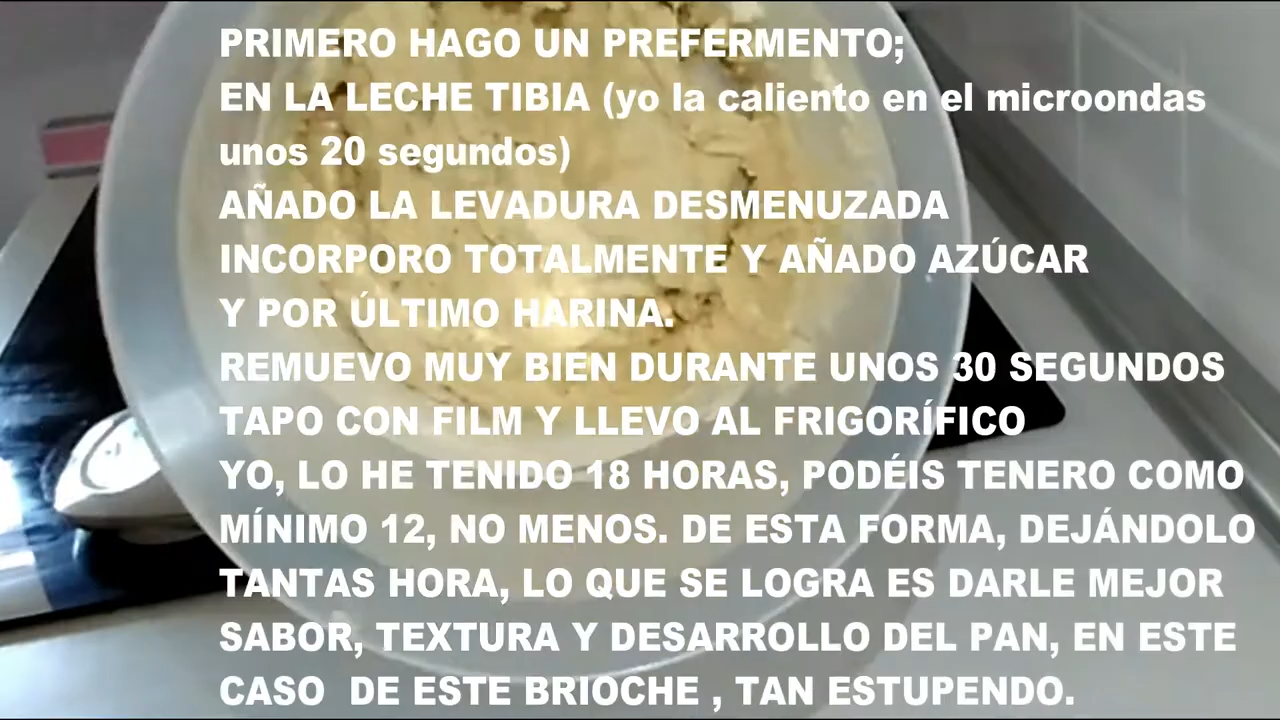 PRIMERO HAGO UN PREFERMENTO;
EN LA LECHE TIBIA (yo la caliento en el microondas
unos 20 segundos)
AÑADO LA LEVADURA DESMENUZADA
INCORPORO TOTALMENTE Y AÑADO AZÚCAR
Y POR ÚLTIMO HARINA.
REMUEVO MUY BIEN DURANTE UNOS 30 SEGUNDOS
TAPO CON FILM Y LLEVO AL FRIGORÍFICO
YO, LO HE TENIDO 18 HORAS, PODÉIS TENERO COMO
MÍNIMO 12, NO MENOS. DE ESTA FORMA, DEJÁNDOLO
TANTAS HORA, LO QUE SE LOGRA ES DARLE MEJOR
SABOR, TEXTURA Y DESARROLLO DEL PAN, EN ESTE
CASO  DE ESTE BRIOCHE , TAN ESTUPENDO.